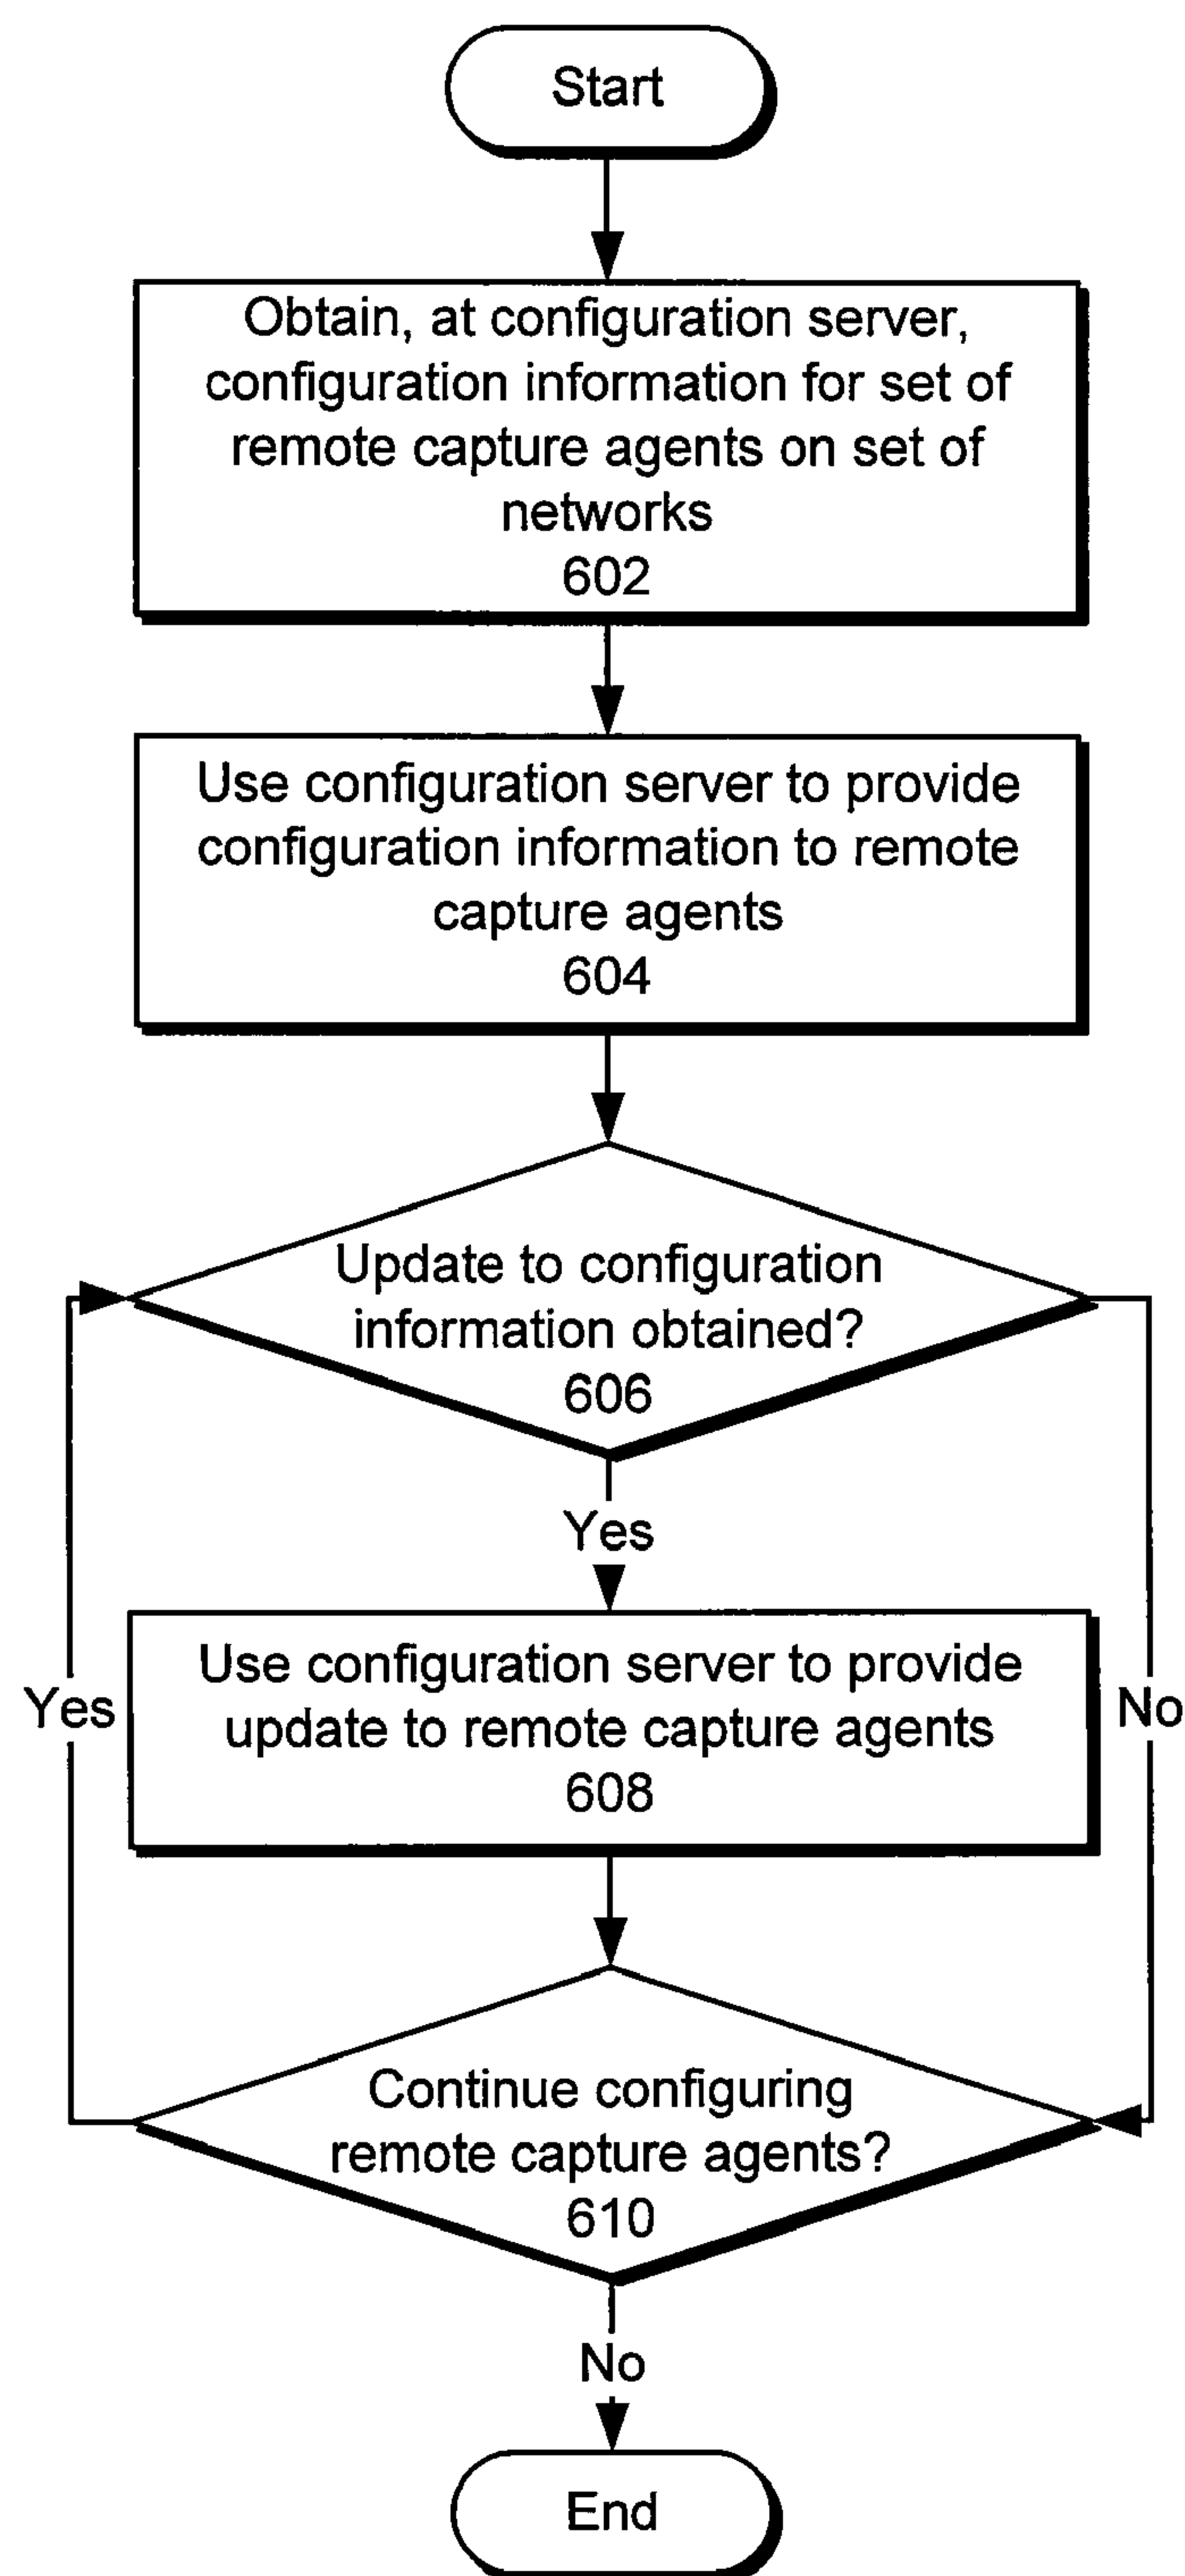 Start
Obtain, at configuration server,
configuration information for set of
remote capture agents on set of
networks
602
Use configuration server to provide
configuration information to remote
capture agents
604
Update to configuration
information obtained?
606
Yes
Use configuration server to provide
update to remote capture agents
608
Yes
No
Continue configuring
remote capture agents?
610
No
End